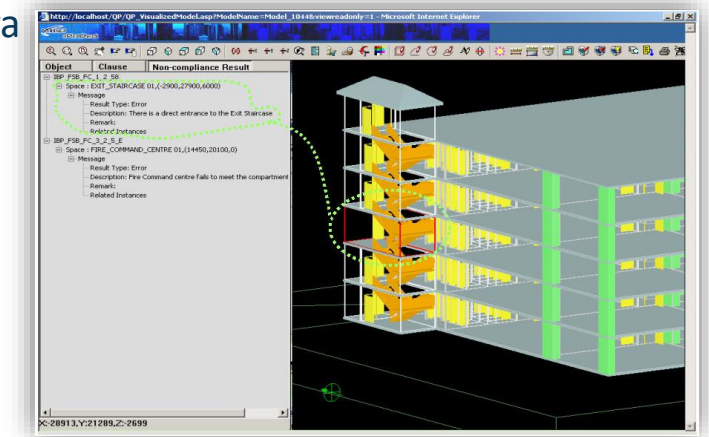 a
http://localhost/QP/QP_VisualizedModel.asp?ModelName=Model_1044&viewreadonly=1 - Microsoft Internet Explorer
Object Clause Non-compliance Result
IBP_FSB_FC_1_2_58
Space : EXIT_STAIRCASE 01,(-2900,27900,6000)
Message
Result Type: Error
Description: There is a direct entrance to the Exit Staircase
Remark:
Related Instances
IBP_FSB_FC_3_2_5_E
Space : FIRE_COMMAND_CENTRE 01,(14450,20100,0)
Message
Result Type: Error
Description: Fire Command centre fails to meet the compartment
Remark:
Related Instances
X:-28913,Y:21289,Z:-2699